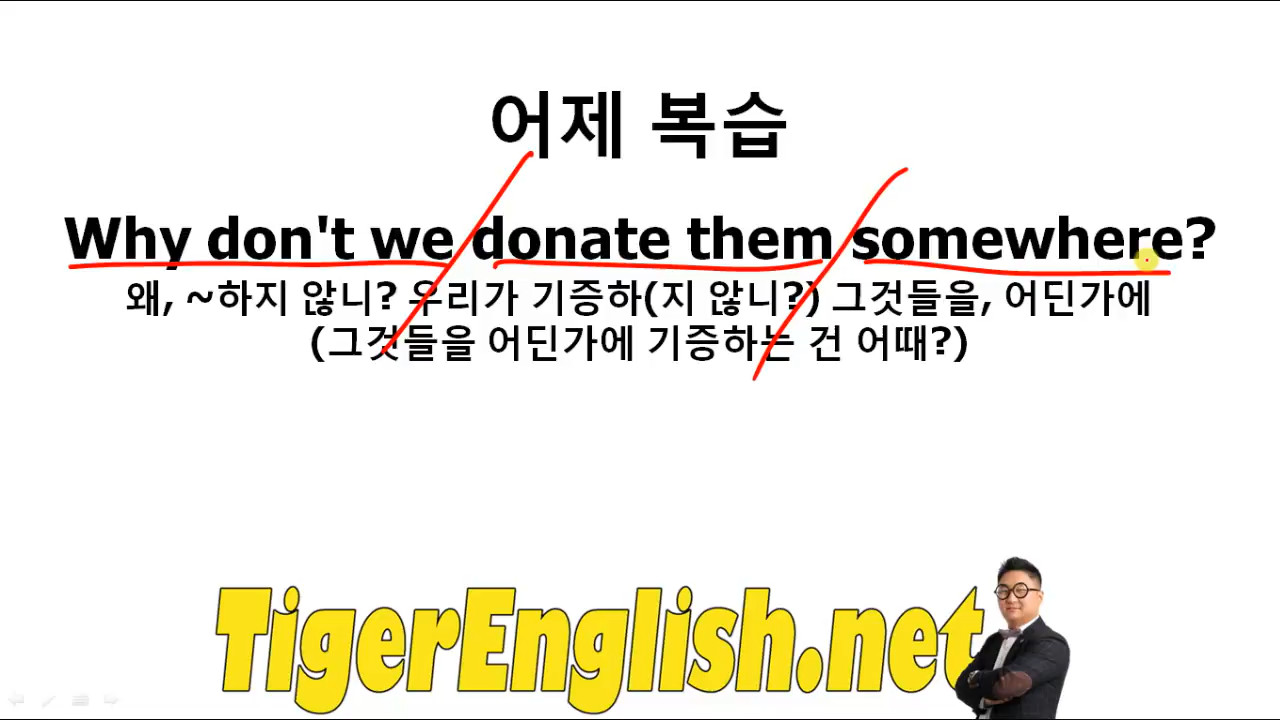 어제 복습
Why don't we donate them somewhere?
왜, ~하지 않니? 우리가 기증하(지 않니?) 그것들을, 어딘가에
(그것들을 어딘가에 기증하는 건 어때?)
TigerEnglish.net